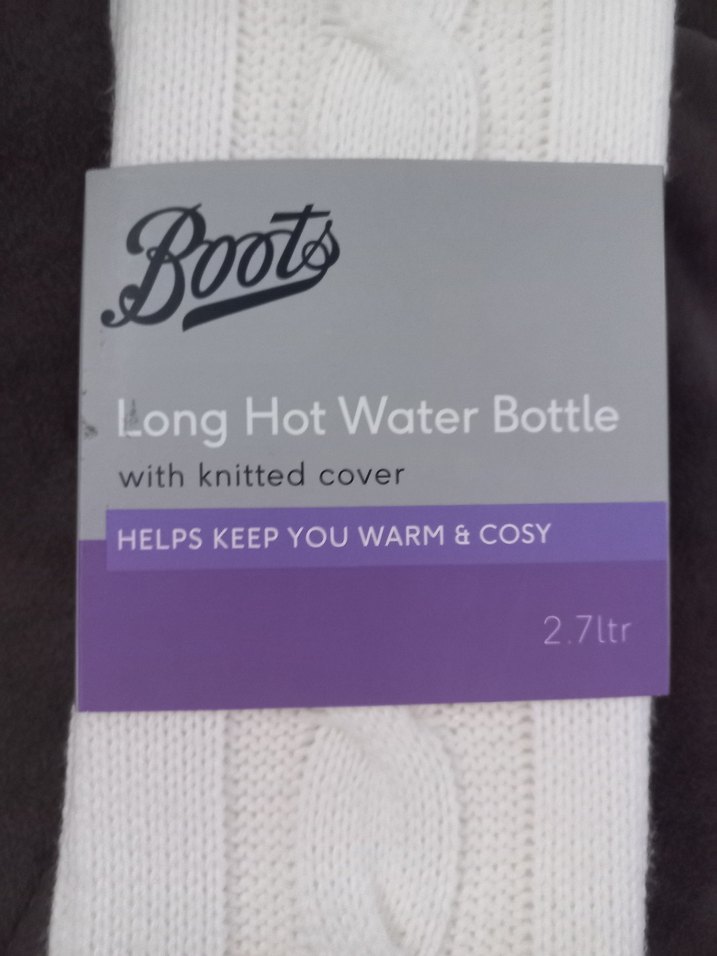 Boots
Long Hot Water Bottle
with knitted cover
HELPS KEEP YOU WARM & COSY
2.7ltr